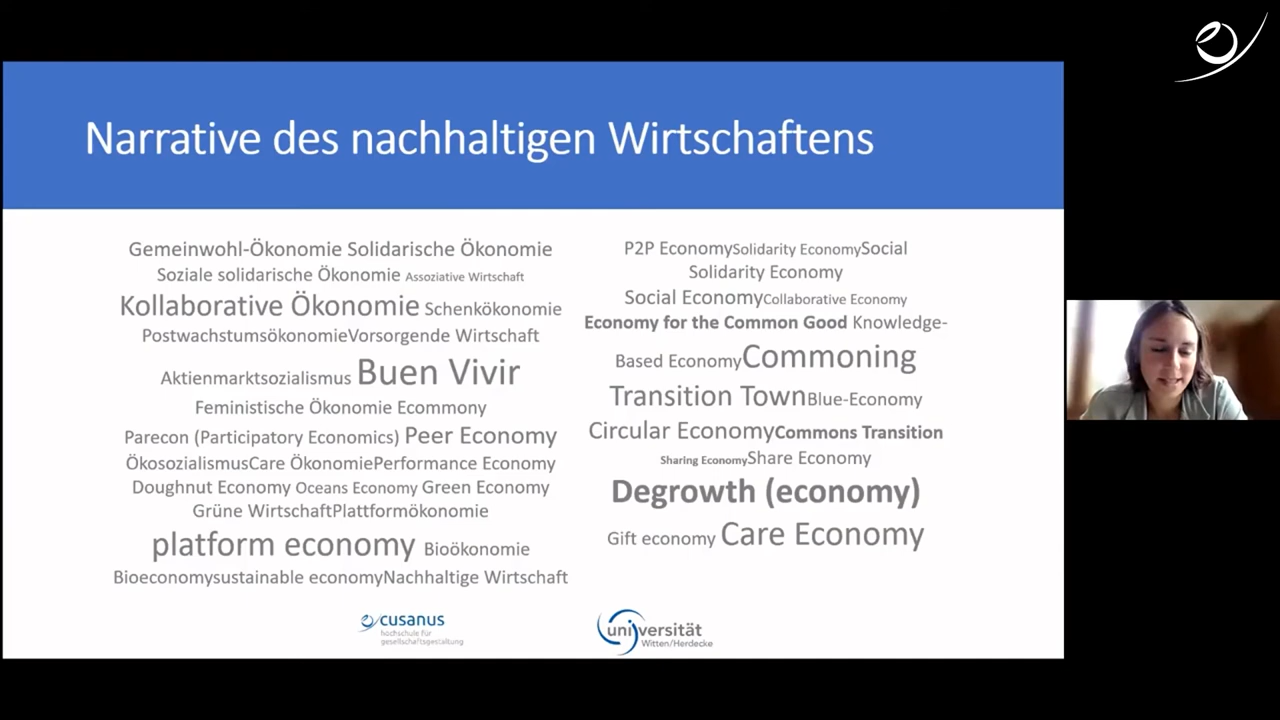 Narrative des nachhaltigen Wirtschaftens
Gemeinwohl-Ökonomie Solidarische Ökonomie
Soziale solidarische Ökonomie Assoziative Wirtschaft
Kollaborative Ökonomie Schenkökonomie
PostwachstumsökonomieVorsorgende Wirtschaft
Aktienmarktsozialismus Buen Vivir
Feministische Ökonomie Ecommony
Parecon (Participatory Economics) Peer Economy
ÖkosozialismusCare ÖkonomiePerformance Economy
Doughnut Economy Oceans Economy Green Economy
Grüne WirtschaftPlattformökonomie
platform economy Bioökonomie
Bioeconomysustainable economyNachhaltige Wirtschaft
P2P EconomySolidarity EconomySocial
Solidarity Economy
Social EconomyCollaborative Economy
Economy for the Common Good Knowledge-
Based EconomyCommoning
Transition TownBlue-Economy
Circular EconomyCommons Transition
Sharing EconomyShare Economy
Degrowth (economy)
Gift economy Care Economy
cusanus
hochschule für
gesellschaftsgestaltung
universität
Witten/Herdecke